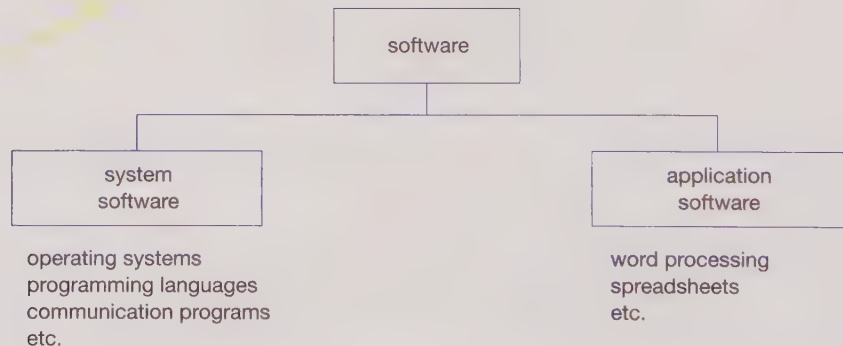 software
system
software
application
software
operating systems
programming languages
communication programs
etc.
word processing
spreadsheets
etc.